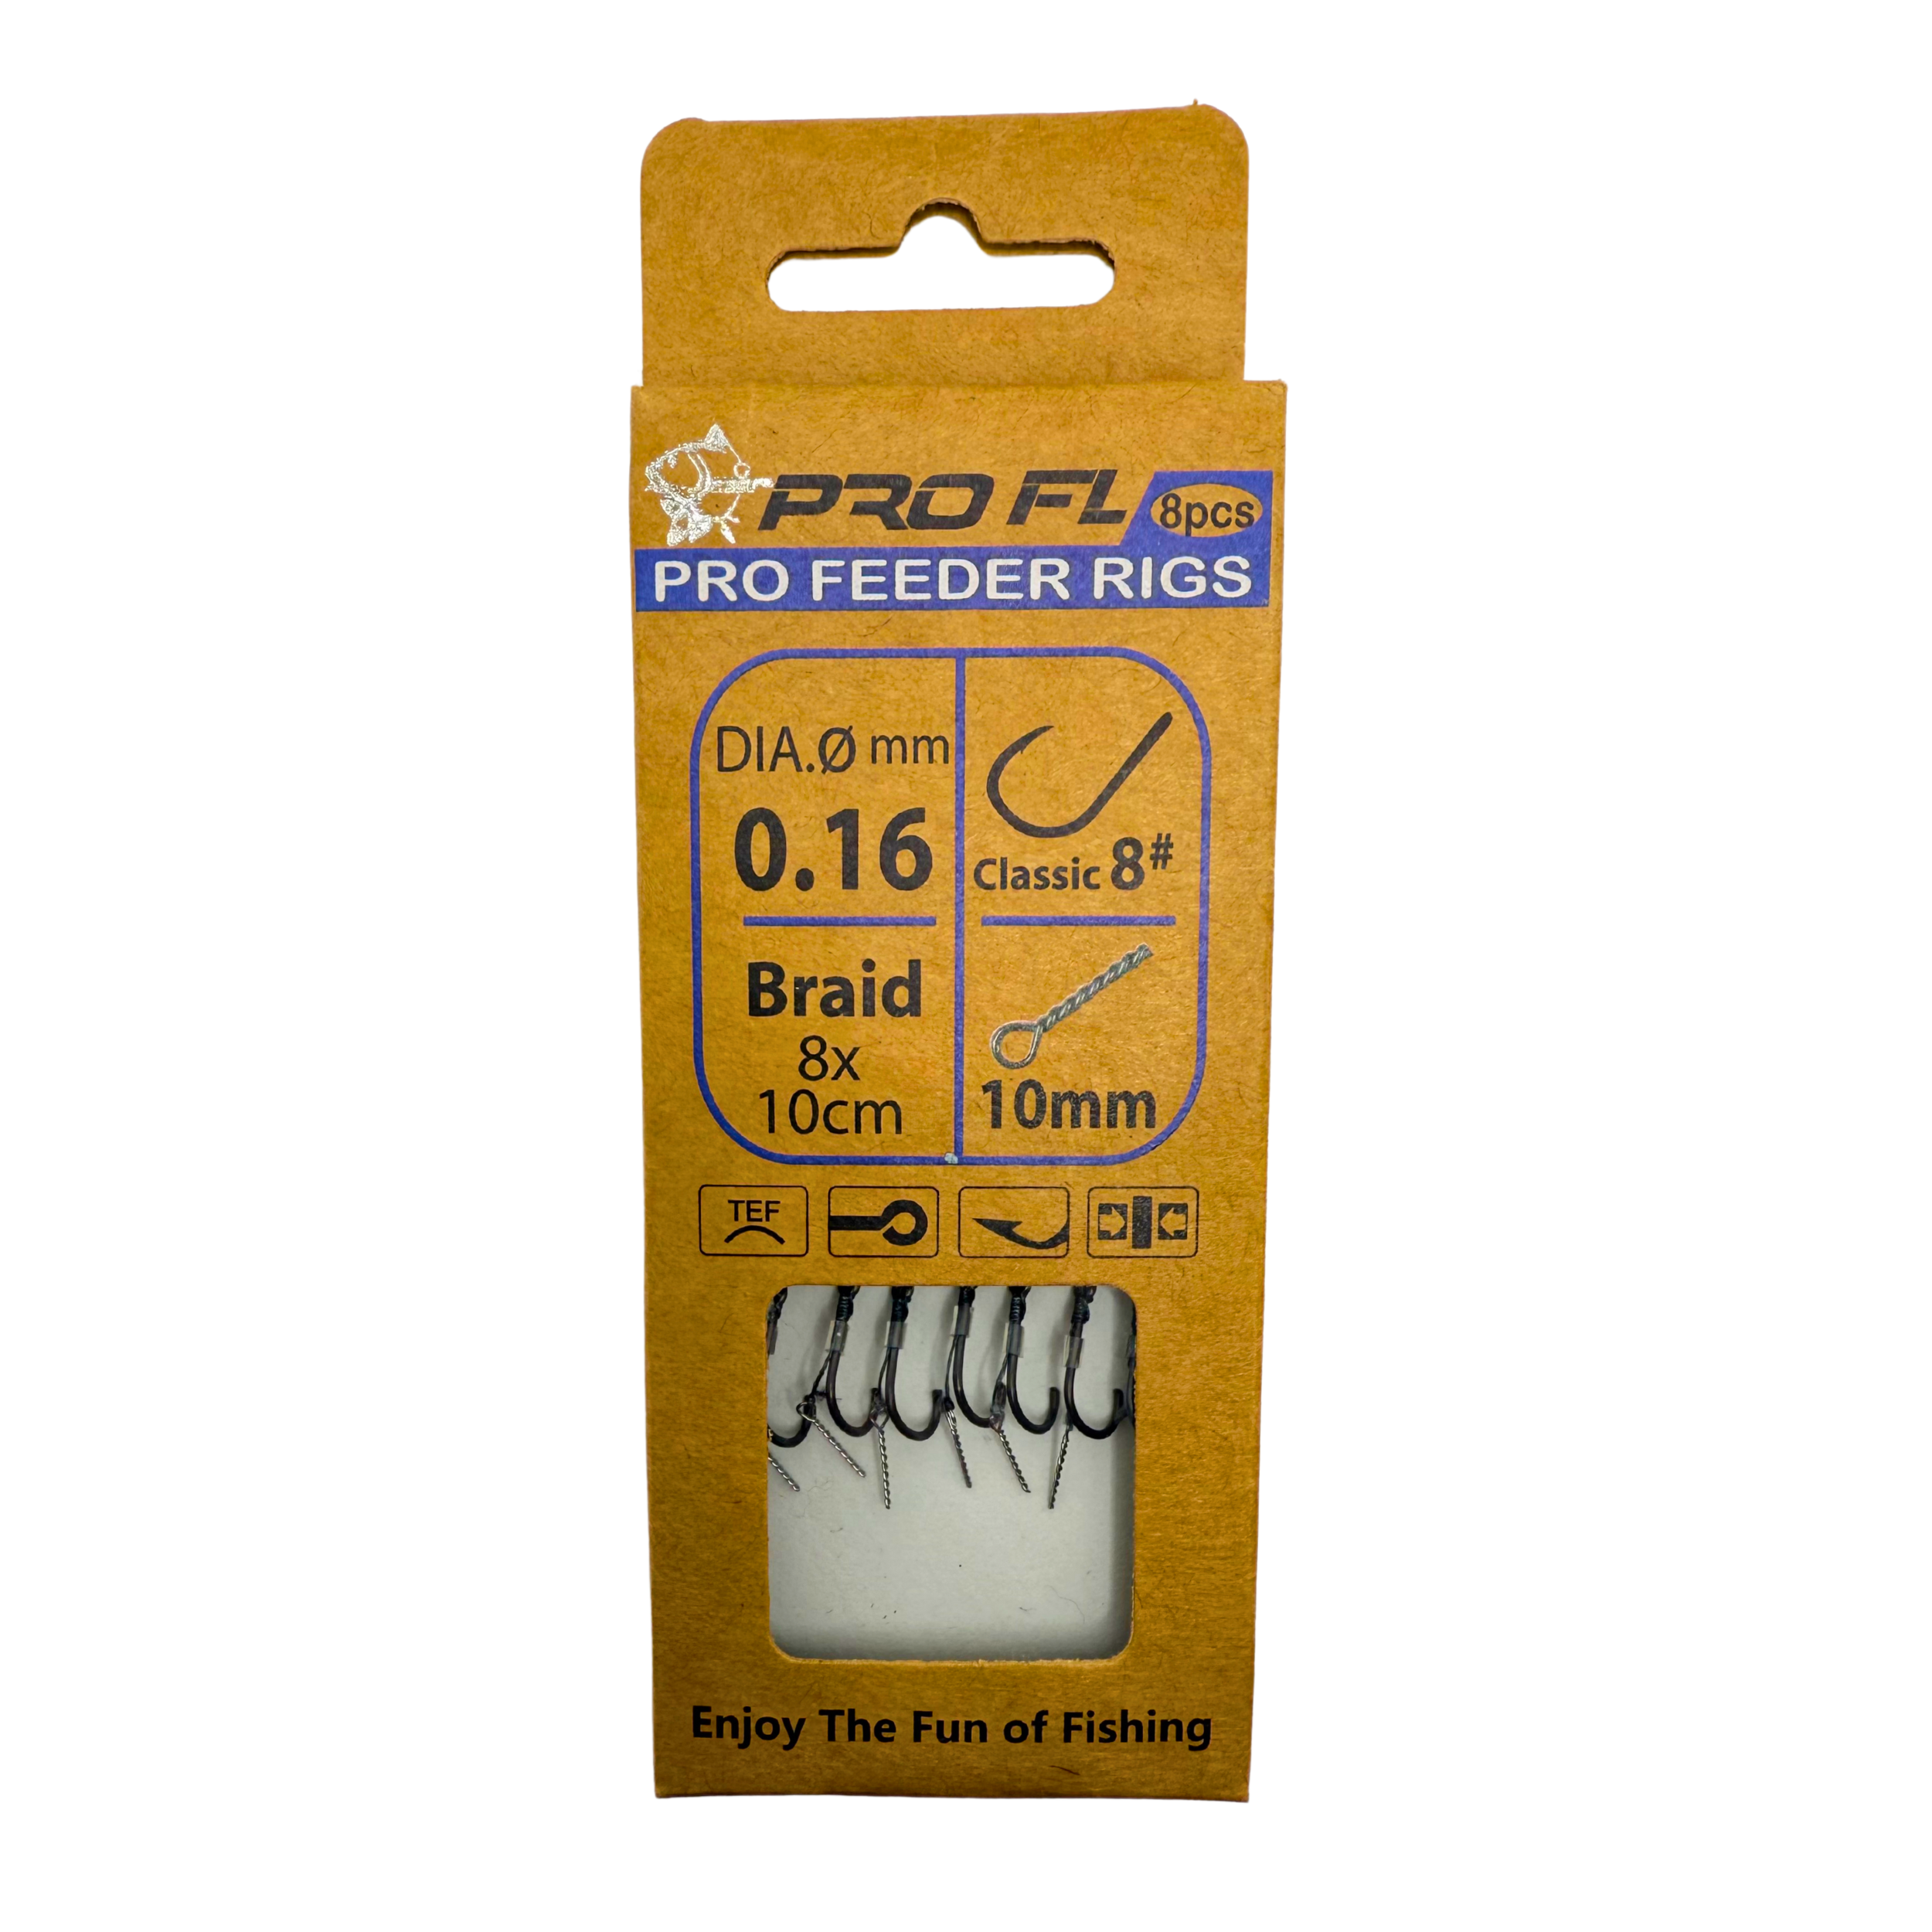 PRO FL
8pcs
PRO FEEDER RIGS
DIA.Ø mm
0.16
Braid
8x
10cm
Classic 8#
10mm
TEF
Enjoy The Fun of Fishing